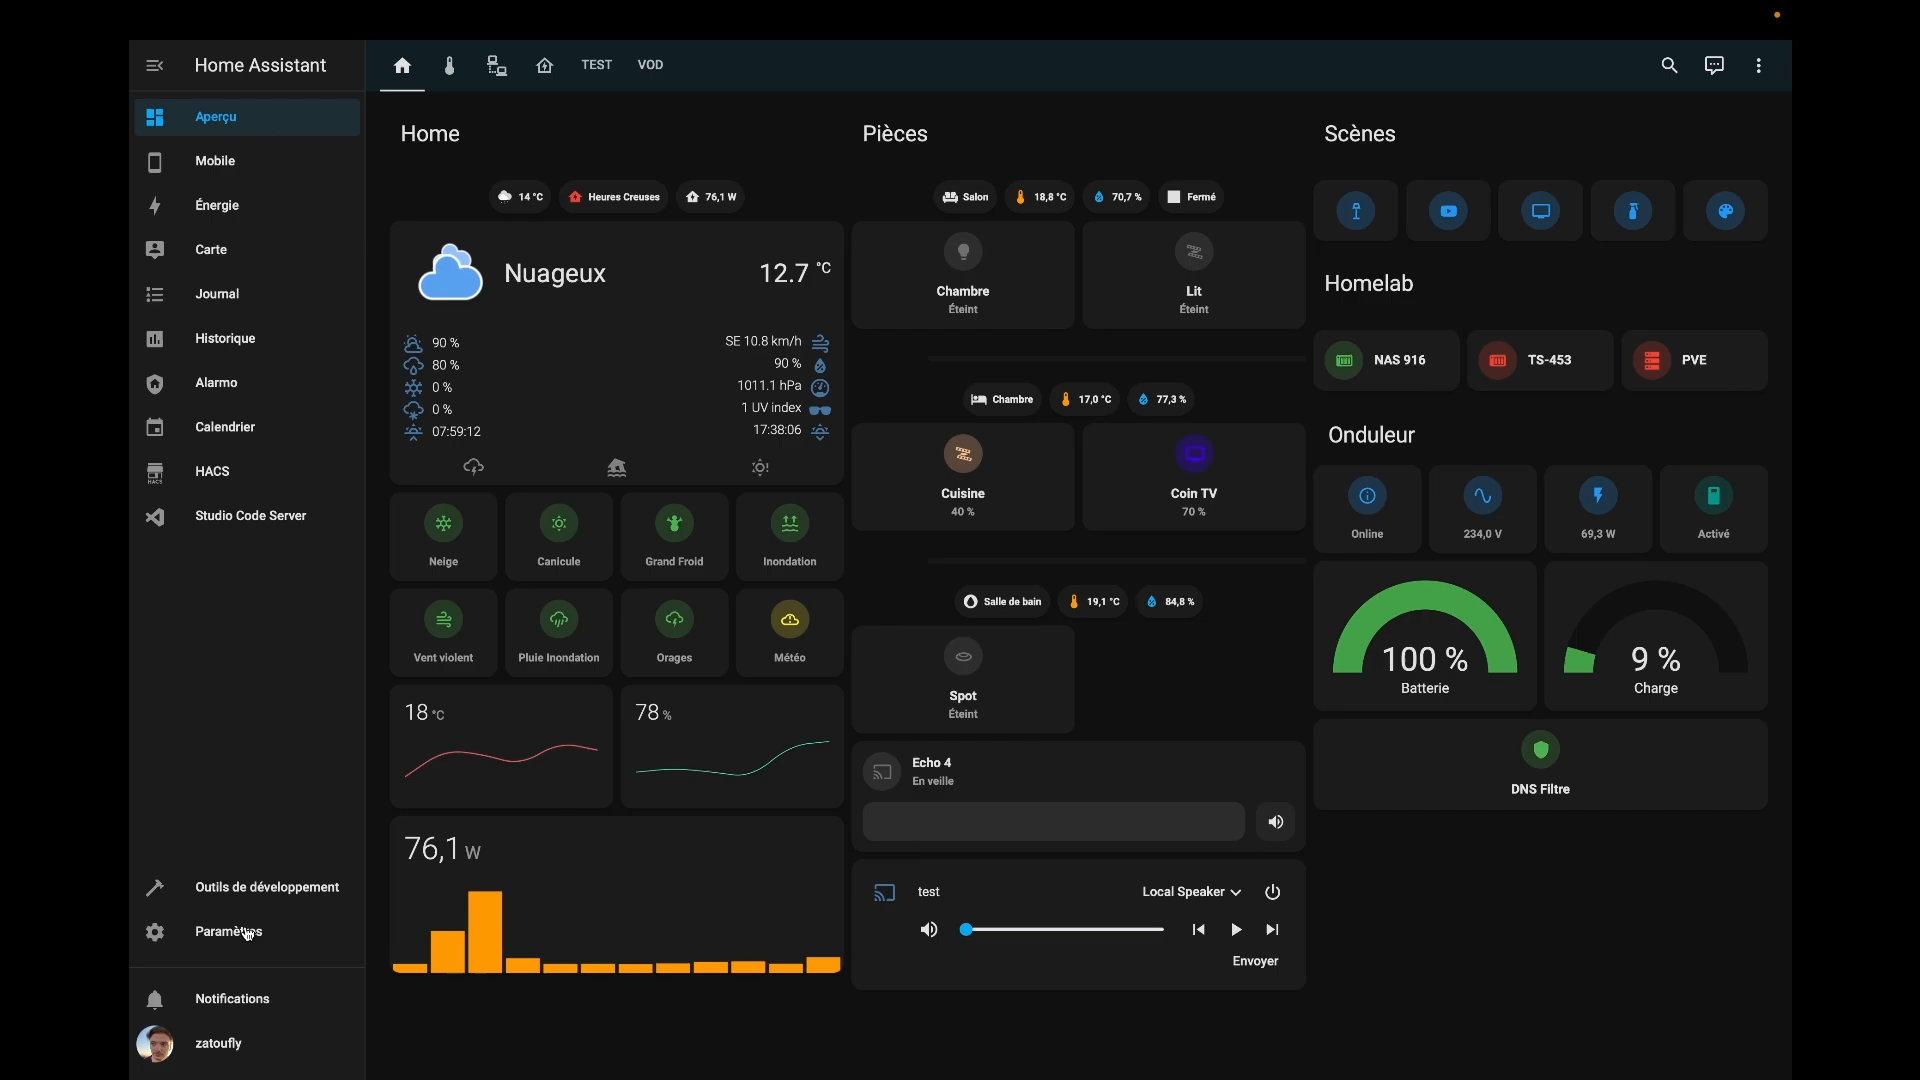 Home Assistant
TEST
VOD
Aperçu
Mobile
Énergie
Carte
Journal
Historique
Alarmo
Calendrier
HACS
HACS
Studio Code Server
Outils de développement
Paramètres
Notifications
zatoufly
Home
14 °C
Heures Creuses
76,1 W
Nuageux
12.7 °C
90 %
SE 10.8 km/h
80 %
90 %
0 %
1011.1 hPa
0 %
1 UV index
07:59:12
17:38:06
Neige
Canicule
Grand Froid
Inondation
Vent violent
Pluie Inondation
Orages
Météo
18 °C
78 %
76,1 W
Pièces
Salon
18,8 °C
70,7 %
Fermé
Chambre
Éteint
Lit
Éteint
Chambre
17,0 °C
77,3 %
Cuisine
40 %
Coin TV
70 %
Salle de bain
19,1 °C
84,8 %
Spot
Éteint
Echo 4
En veille
test
Local Speaker
Envoyer
Scènes
Homelab
NAS 916
TS-453
PVE
Onduleur
Online
234,0 V
69,3 W
Activé
100 %
Batterie
9 %
Charge
DNS Filtre